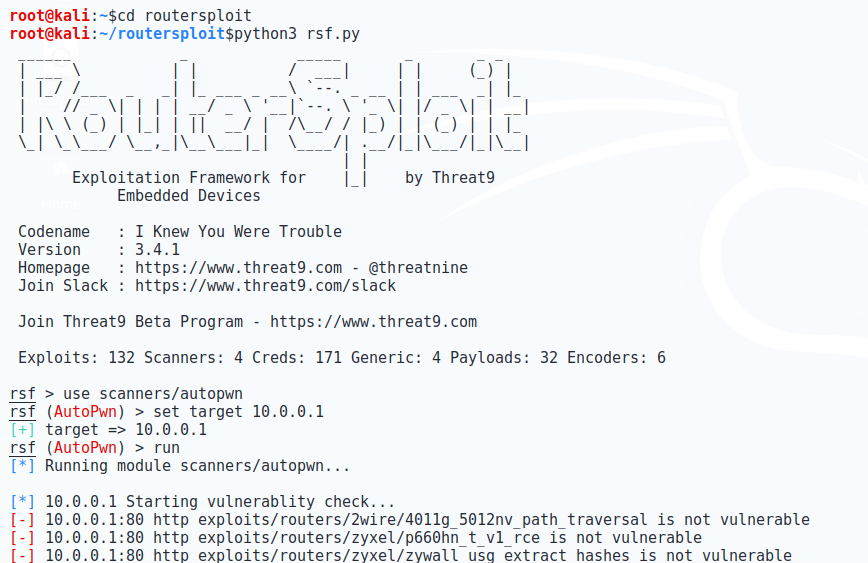 root@kali:~$cd routersploit
root@kali:~/routersploit$python3 rsf.py
RouterSploit
Exploitation Framework for by Threat9
Embedded Devices
Codename : I Knew You Were Trouble
Version : 3.4.1
Homepage : https://www.threat9.com - @threatnine
Join Slack : https://www.threat9.com/slack
Join Threat9 Beta Program - https://www.threat9.com
Exploits: 132 Scanners: 4 Creds: 171 Generic: 4 Payloads: 32 Encoders: 6
rsf > use scanners/autopwn
rsf (AutoPwn) > set target 10.0.0.1
[+] target => 10.0.0.1
rsf (AutoPwn) > run
[*] Running module scanners/autopwn...
[*] 10.0.0.1 Starting vulnerablity check...
[-] 10.0.0.1:80 http exploits/routers/2wire/4011g_5012nv_path_traversal is not vulnerable
[-] 10.0.0.1:80 http exploits/routers/zyxel/p660hn_t_v1_rce is not vulnerable
[-] 10.0.0.1:80 http exploits/routers/zyxel/zywall_usg_extract_hashes is not vulnerable